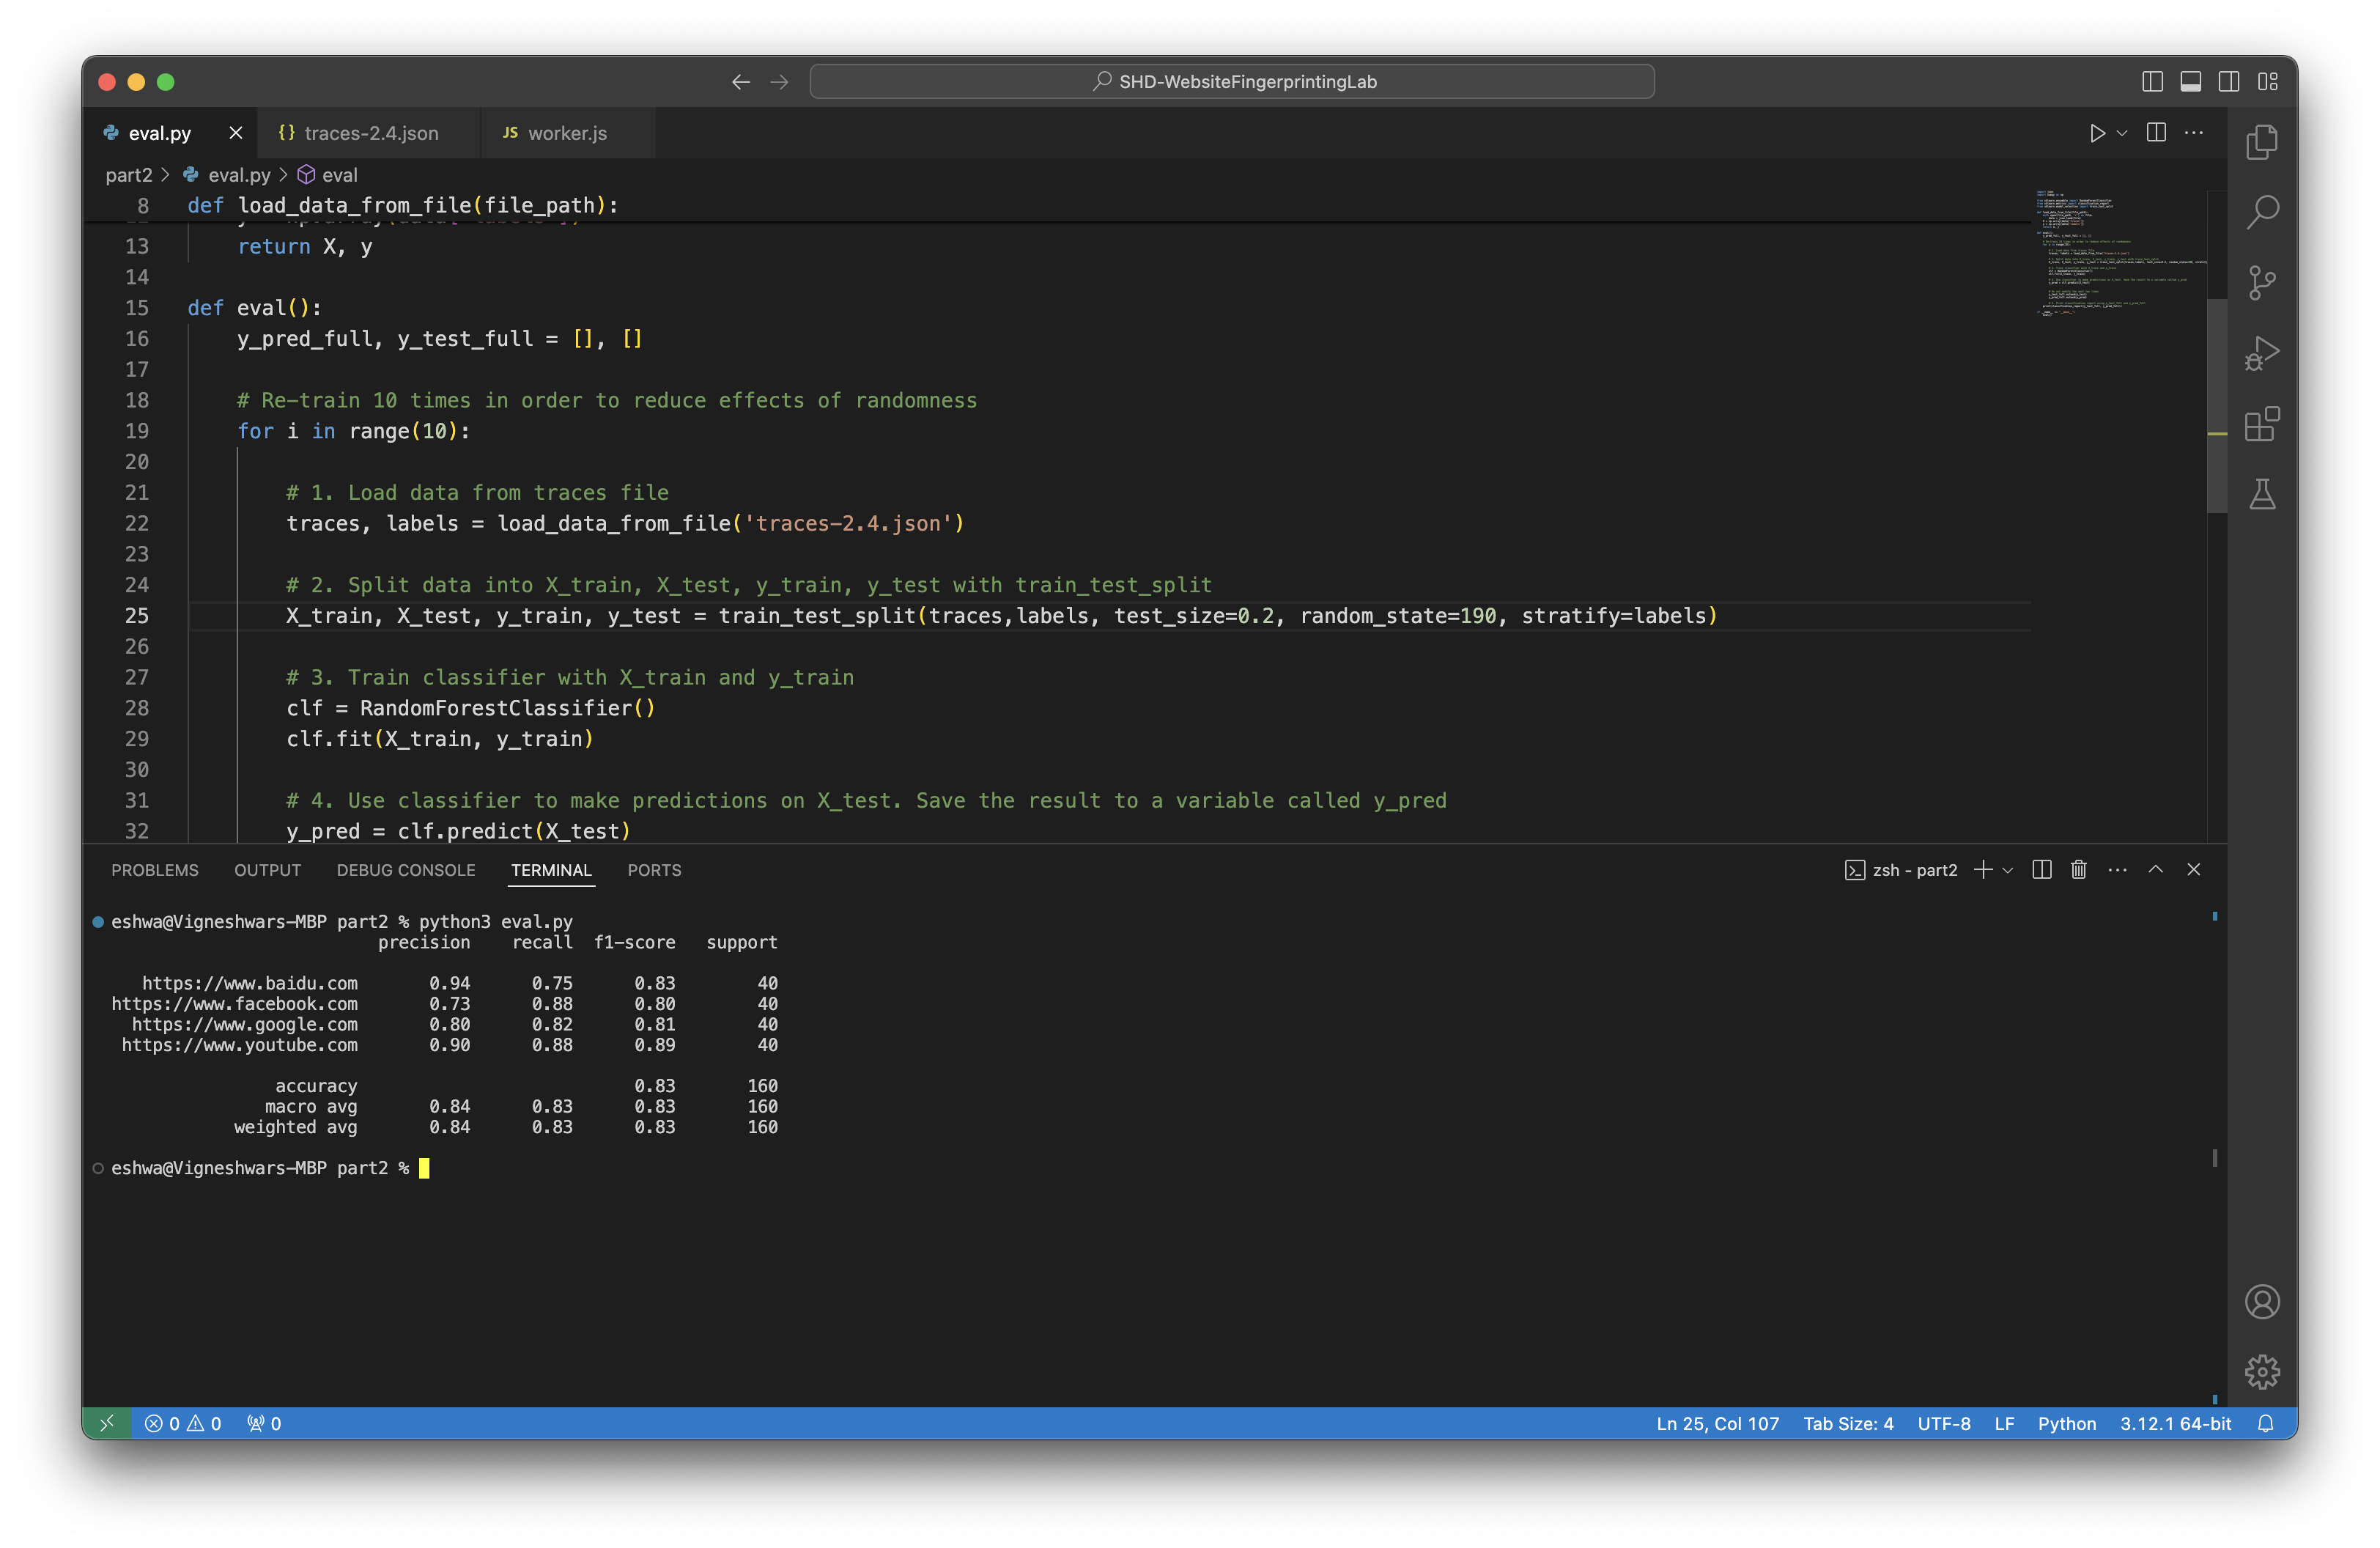 SHD-WebsiteFingerprintingLab
eval.py
{} traces-2.4.json
JS worker.js
part2 > eval.py > eval
8 def load_data_from_file(file_path):
13 return X, y
14
15 def eval():
16 y_pred_full, y_test_full = [], []
17
18 # Re-train 10 times in order to reduce effects of randomness
19 for i in range(10):
20
21 # 1. Load data from traces file
22 traces, labels = load_data_from_file('traces-2.4.json')
23
24 # 2. Split data into X_train, X_test, y_train, y_test with train_test_split
25 X_train, X_test, y_train, y_test = train_test_split(traces,labels, test_size=0.2, random_state=190, stratify=labels)
26
27 # 3. Train classifier with X_train and y_train
28 clf = RandomForestClassifier()
29 clf.fit(X_train, y_train)
30
31 # 4. Use classifier to make predictions on X_test. Save the result to a variable called y_pred
32 y_pred = clf.predict(X_test)
PROBLEMS OUTPUT DEBUG CONSOLE TERMINAL PORTS
zsh - part2
eshwa@Vigneshwars-MBP part2 % python3 eval.py
precision recall f1-score support
https://www.baidu.com 0.94 0.75 0.83 40
https://www.facebook.com 0.73 0.88 0.80 40
https://www.google.com 0.80 0.82 0.81 40
https://www.youtube.com 0.90 0.88 0.89 40
accuracy 0.83 160
macro avg 0.84 0.83 0.83 160
weighted avg 0.84 0.83 0.83 160
eshwa@Vigneshwars-MBP part2 %
0 0 0
Ln 25, Col 107 Tab Size: 4 UTF-8 LF Python 3.12.1 64-bit